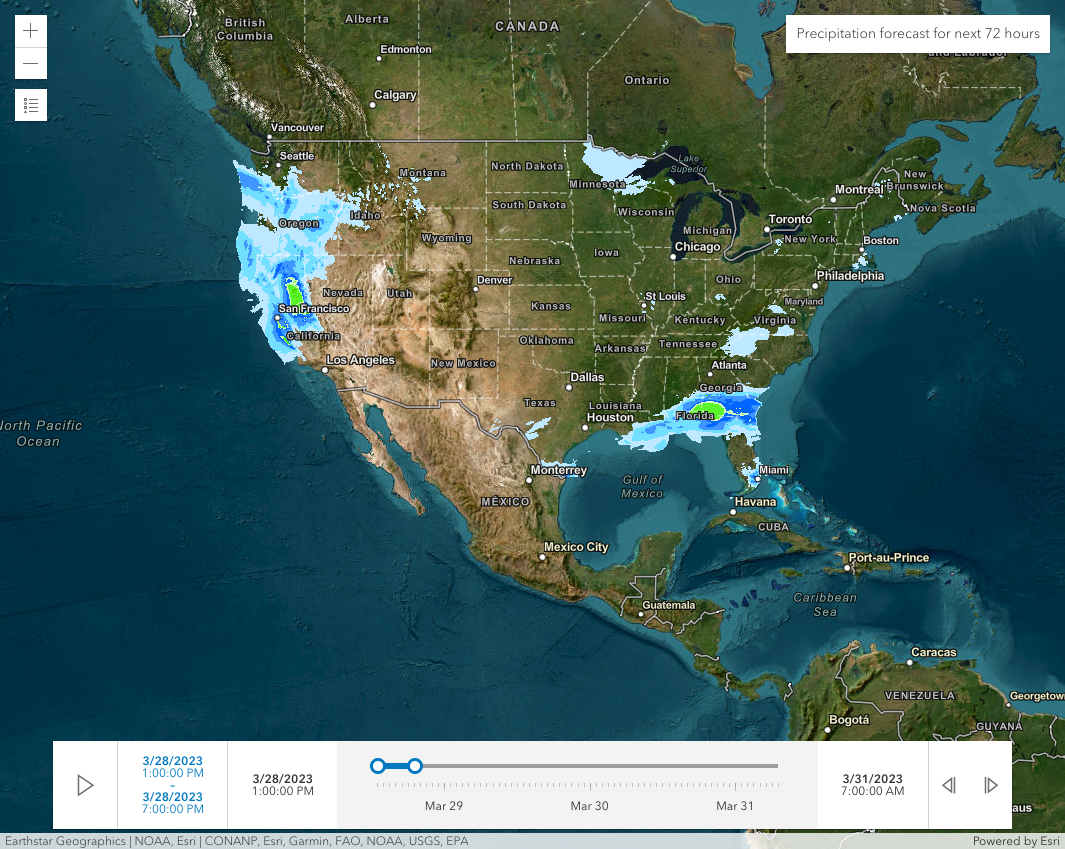 British
Columbia
Alberta
CANADA
Precipitation forecast for next 72 hours
Edmonton
Ontario
Calgary
Vancouver
Seattle
North Dakota
Montana
Lake
Superior
Minnesota
New
Brunswick
Montreal
South Dakota
Wisconsin
Nova Scotia
Oregon
Idaho
Toronto
Michigan
Wyoming
New York
Boston
Chicago
Iowa
Nebraska
Philadelphia
Denver
Ohio
Nevada
Utah
St Louis
Maryland
San Francisco
Kansas
Missouri
Kentucky
Virginia
California
Oklahoma
Arkansas
Tennessee
Los Angeles
New Mexico
Atlanta
Dallas
Georgia
Texas
Louisiana
Houston
Florida
North Pacific
Ocean
Monterrey
Miami
Gulf of
Mexico
MÉXICO
Havana
CUBA
Mexico City
Port-au-Prince
Caribbean
Sea
Guatemala
Caracas
VENEZUELA
Georgetown
Bogotá
GUYANA
3/28/2023
1:00:00 PM
–
3/28/2023
7:00:00 PM
3/28/2023
1:00:00 PM
Mar 29
Mar 30
Mar 31
3/31/2023
7:00:00 AM
aus
Earthstar Geographics | NOAA, Esri | CONANP, Esri, Garmin, FAO, NOAA, USGS, EPA
Powered by Esri